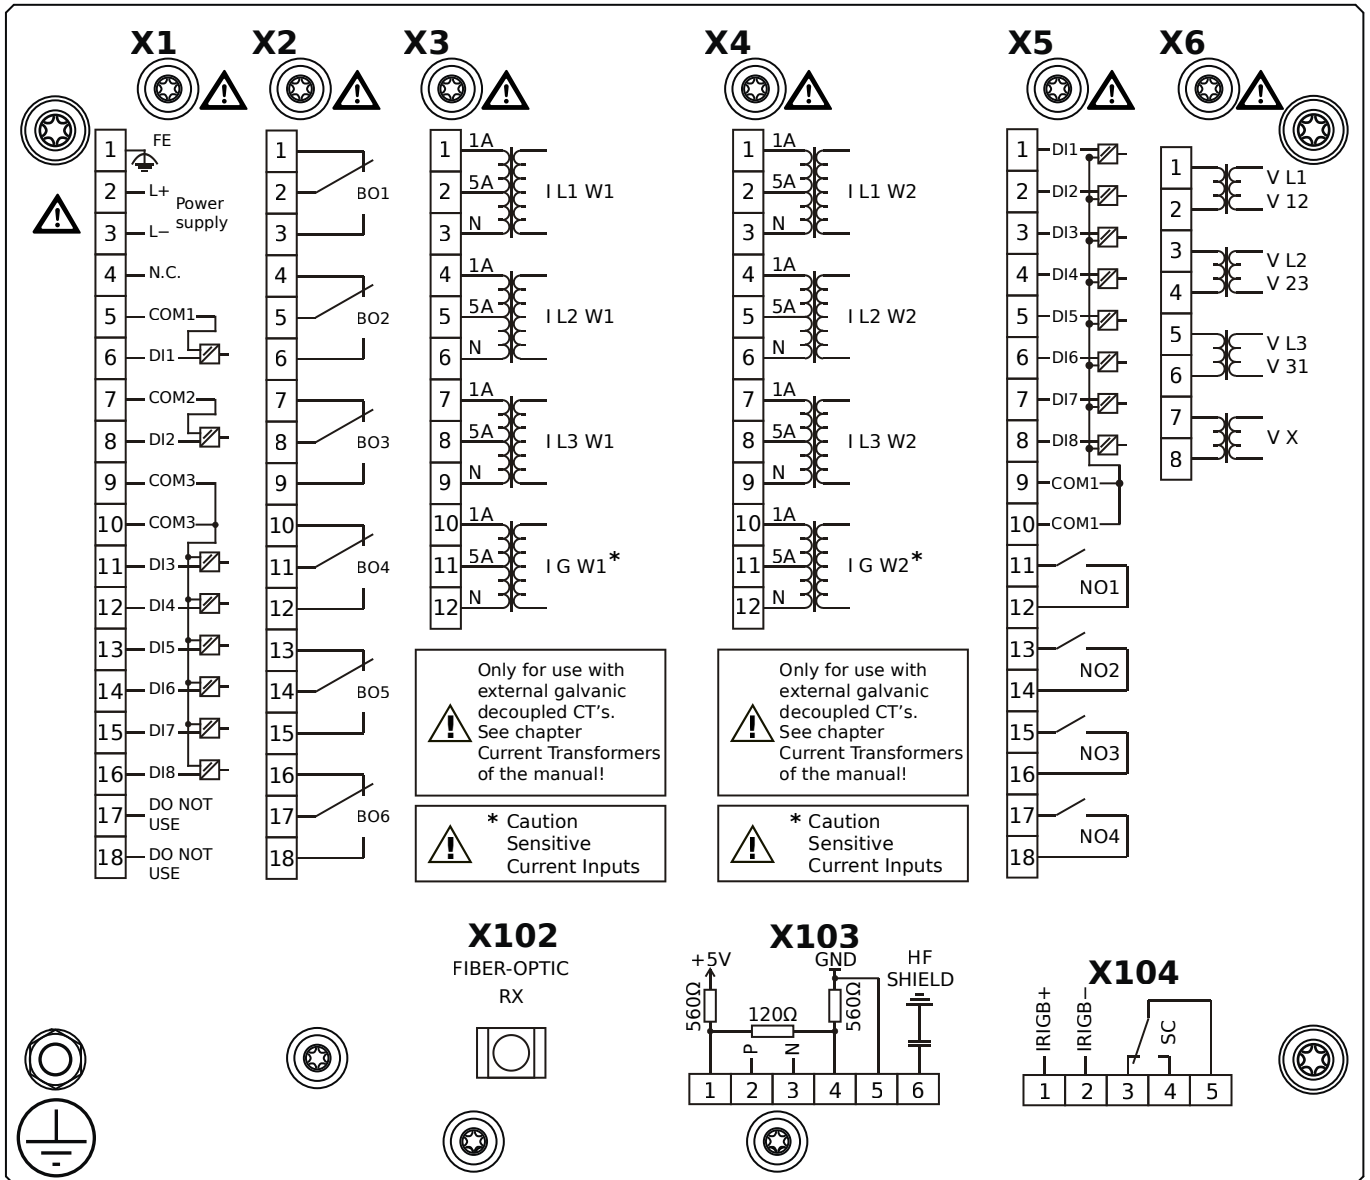 X1 X2 X3 X4 X5 X6
1 FE
2 L+
Power
supply
3 L−
4 N.C.
5 COM1
6 DI1
7 COM2
8 DI2
9 COM3
10 COM3
11 DI3
12 DI4
13 DI5
14 DI6
15 DI7
16 DI8
17 DO NOT
USE
18 DO NOT
USE
1
2 BO1
3
4
5 BO2
6
7
8 BO3
9
10
11 BO4
12
13
14 BO5
15
16
17 BO6
18
1 1A
2 5A I L1 W1
3 N
4 1A
5 5A I L2 W1
6 N
7 1A
8 5A I L3 W1
9 N
10 1A
11 5A I G W1*
12 N
Only for use with
external galvanic
decoupled CT's.
See chapter
Current Transformers
of the manual!
* Caution
Sensitive
Current Inputs
1 1A
2 5A I L1 W2
3 N
4 1A
5 5A I L2 W2
6 N
7 1A
8 5A I L3 W2
9 N
10 1A
11 5A I G W2*
12 N
Only for use with
external galvanic
decoupled CT's.
See chapter
Current Transformers
of the manual!
* Caution
Sensitive
Current Inputs
1 DI1
2 DI2
3 DI3
4 DI4
5 DI5
6 DI6
7 DI7
8 DI8
9 COM1
10 COM1
11
NO1
12
13
NO2
14
15
NO3
16
17
NO4
18
1
V L1
2 V 12
3
V L2
4 V 23
5
V L3
6 V 31
7
V X
8
X102
FIBER-OPTIC
RX
X103
+5V GND HF
SHIELD
560Ω 120Ω 560Ω
P N
1 2 3 4 5 6
X104
IRIGB+ IRIGB− SC
1 2 3 4 5